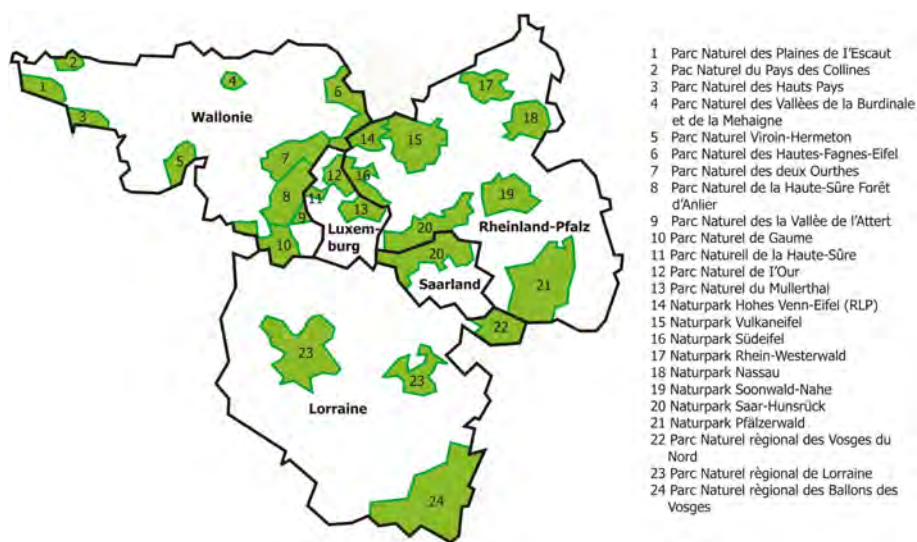 2
1
4
6
3
Wallonie
5
7
14
15
17
18
12
16
8
11
13
9
Luxem-
burg
10
19
20
Rheinland-Pfalz
20
Saarland
21
22
23
23
Lorraine
24
1 Parc Naturel des Plaines de I'Escaut
2 Pac Naturel du Pays des Collines
3 Parc Naturel des Hauts Pays
4 Parc Naturel des Vallèes de la Burdinale
et de la Mehaigne
5 Parc Naturel Viroin-Hermeton
6 Parc Naturel des Hautes-Fagnes-Eifel
7 Parc Naturel des deux Ourthes
8 Parc Naturel de la Haute-Sûre Forêt
d'Anlier
9 Parc Naturel des la Vallèe de l'Attert
10 Parc Naturel de Gaume
11 Parc Natureil de la Haute-Sûre
12 Parc Naturel de I'Our
13 Parc Naturel du Mullerthal
14 Naturpark Hohes Venn-Eifel (RLP)
15 Naturpark Vulkaneifel
16 Naturpark Südeifel
17 Naturpark Rhein-Westerwald
18 Naturpark Nassau
19 Naturpark Soonwald-Nahe
20 Naturpark Saar-Hunsrück
21 Naturpark Pfälzerwald
22 Parc Naturel règional des Vosges du
Nord
23 Parc Naturel règional de Lorraine
24 Parc Naturel règional des Ballons des
Vosges